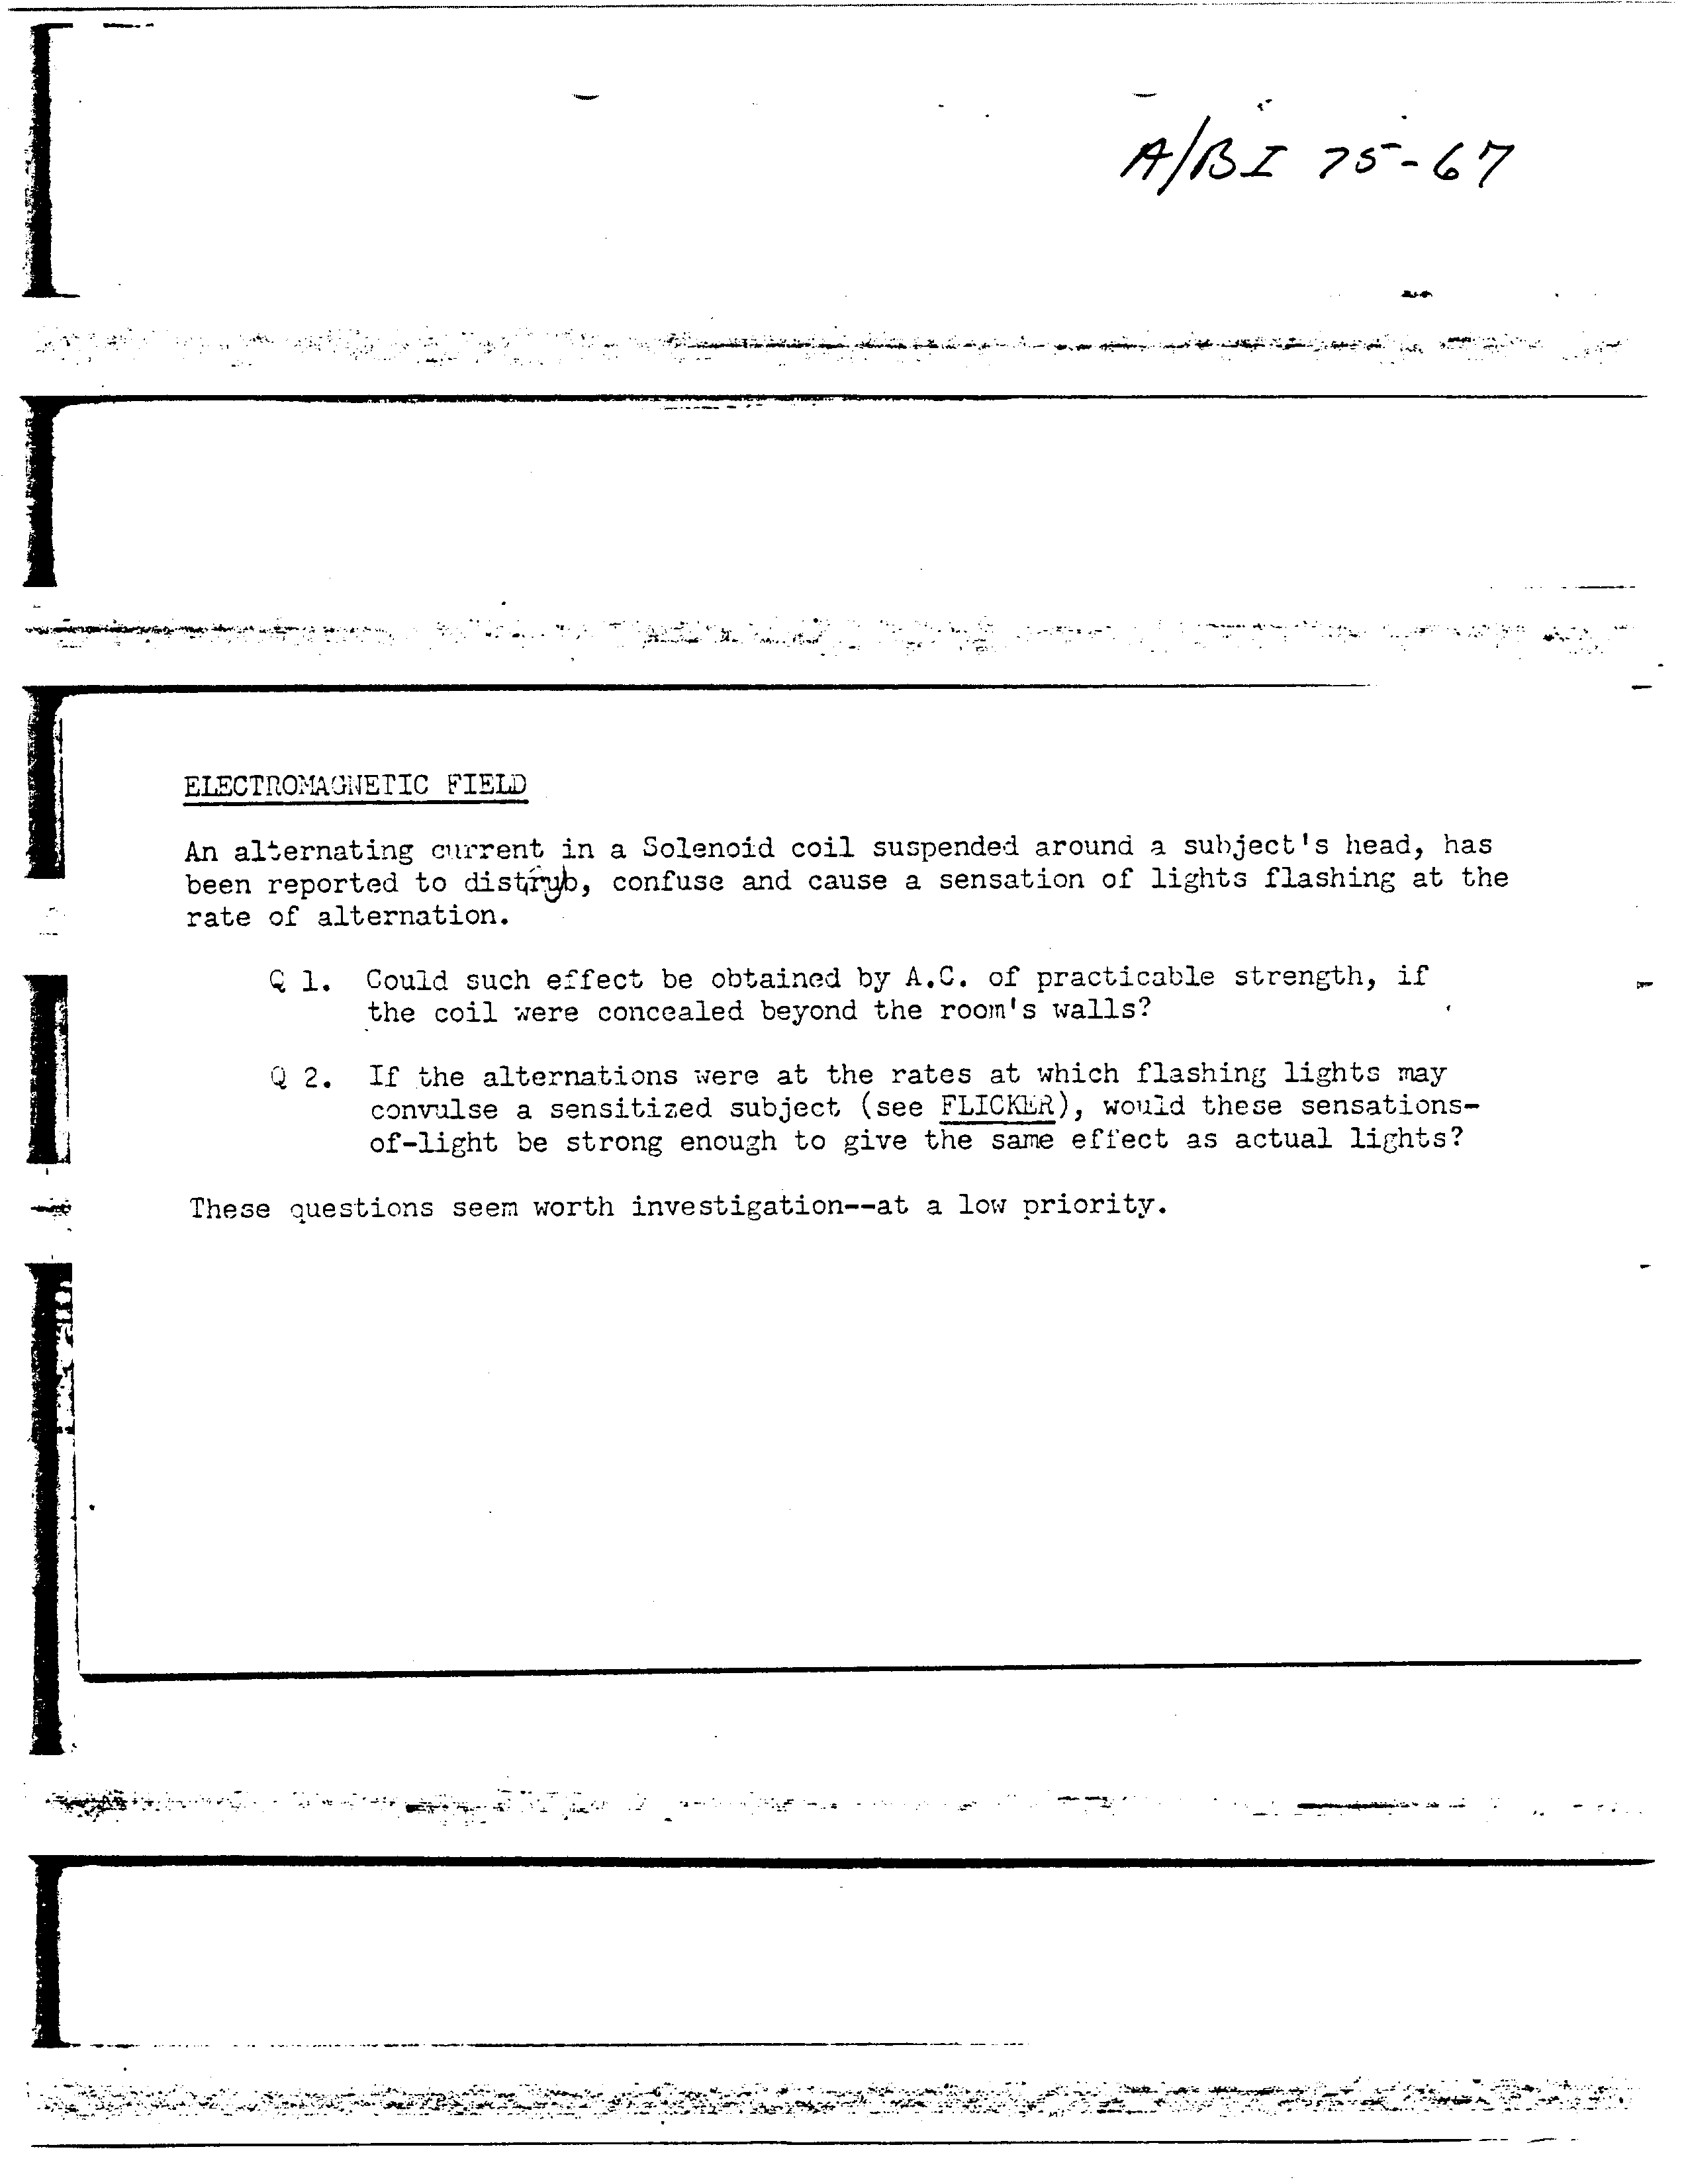 A/BI 75-67
ELECTROMAGNETIC FIELD
An alternating current in a Solenoid coil suspended around a subject's head, has
been reported to distrub, confuse and cause a sensation of lights flashing at the
rate of alternation.
Q 1. Could such effect be obtained by A.C. of practicable strength, if
the coil were concealed beyond the room's walls?
Q 2. If the alternations were at the rates at which flashing lights may
convulse a sensitized subject (see FLICKER), would these sensations-
of-light be strong enough to give the same effect as actual lights?
These questions seem worth investigation--at a low priority.